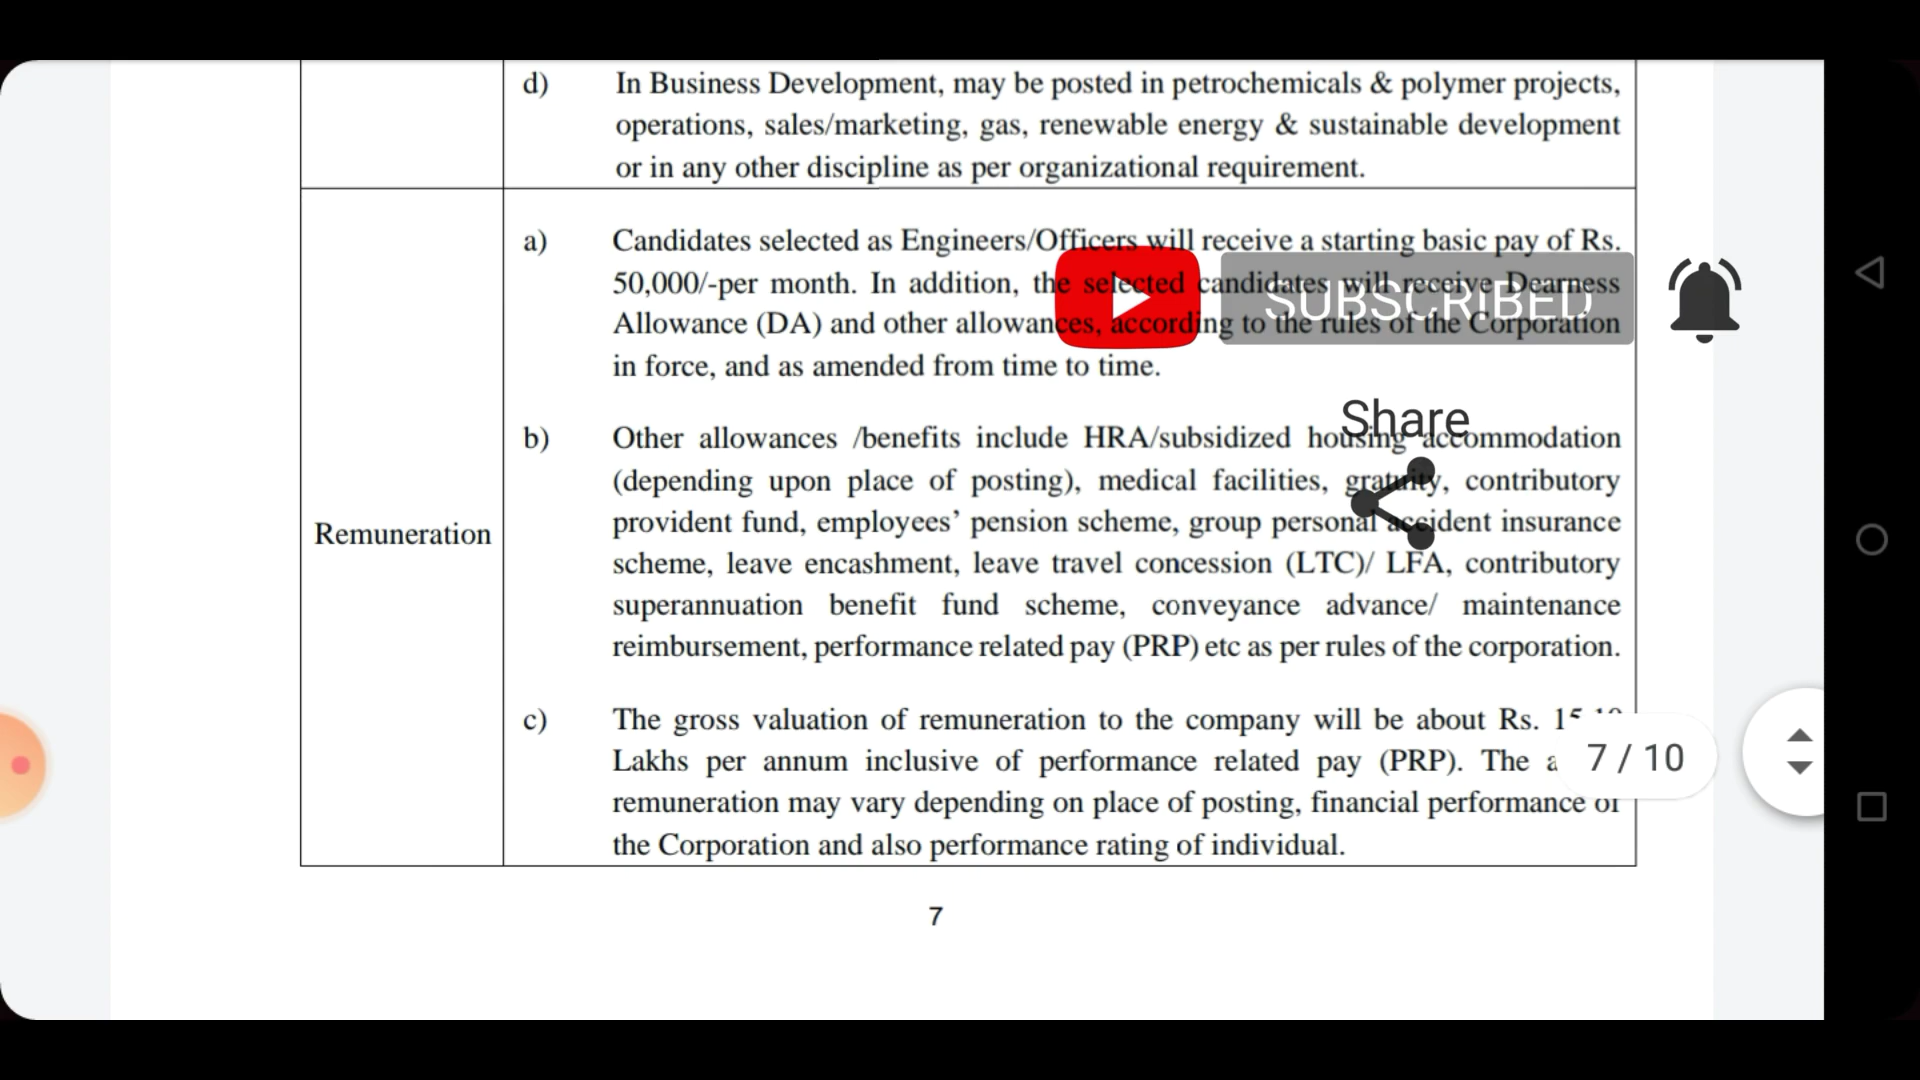 d) In Business Development, may be posted in petrochemicals & polymer projects,
operations, sales/marketing, gas, renewable energy & sustainable development
or in any other discipline as per organizational requirement.
a) Candidates selected as Engineers/Officers will receive a starting basic pay of Rs.
50,000/-per month. In addition, the selected candidates will receive Dearness
SUBSCRIBED
Allowance (DA) and other allowances, according to the rules of the Corporation
in force, and as amended from time to time.
Share
b) Other allowances /benefits include HRA/subsidized housing accommodation
(depending upon place of posting), medical facilities, gratuity, contributory
provident fund, employees’ pension scheme, group personal accident insurance
Remuneration
scheme, leave encashment, leave travel concession (LTC)/ LFA, contributory
superannuation benefit fund scheme, conveyance advance/ maintenance
reimbursement, performance related pay (PRP) etc as per rules of the corporation.
c) The gross valuation of remuneration to the company will be about Rs.
Lakhs per annum inclusive of performance related pay (PRP). The
7 / 10
remuneration may vary depending on place of posting, financial performance of
the Corporation and also performance rating of individual.
7